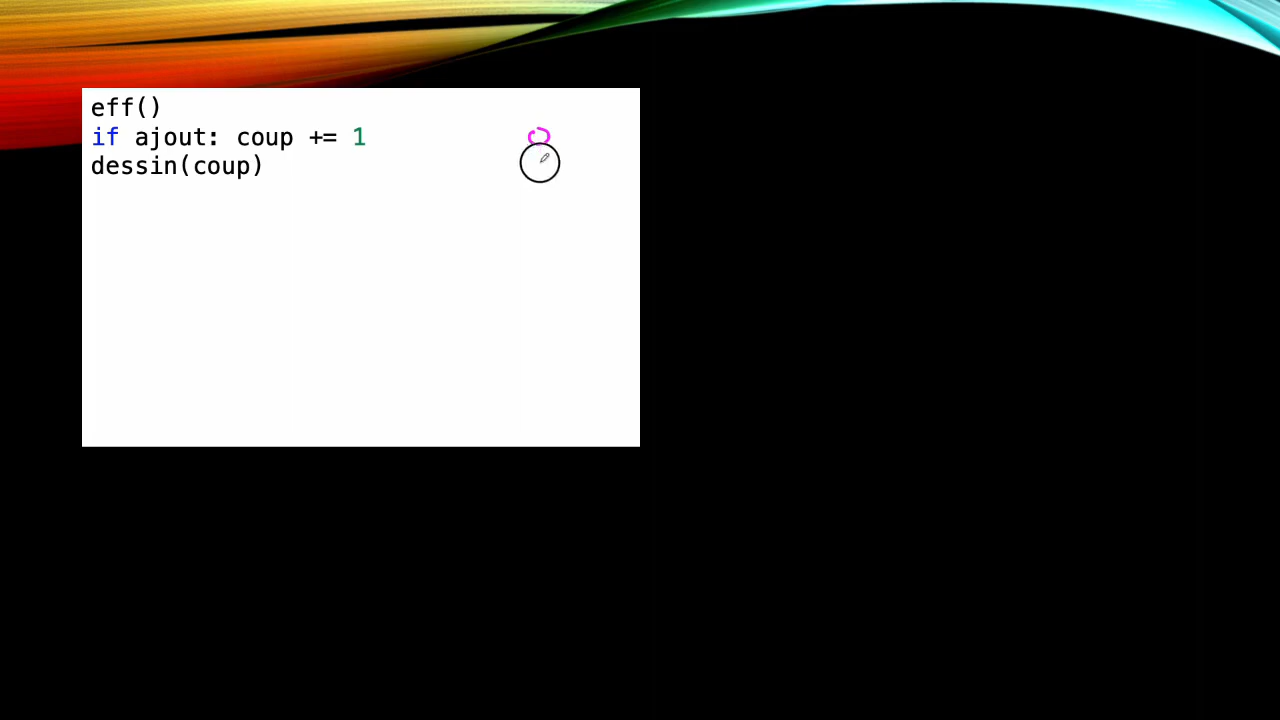 eff()
if ajout: coup += 1
dessin(coup)